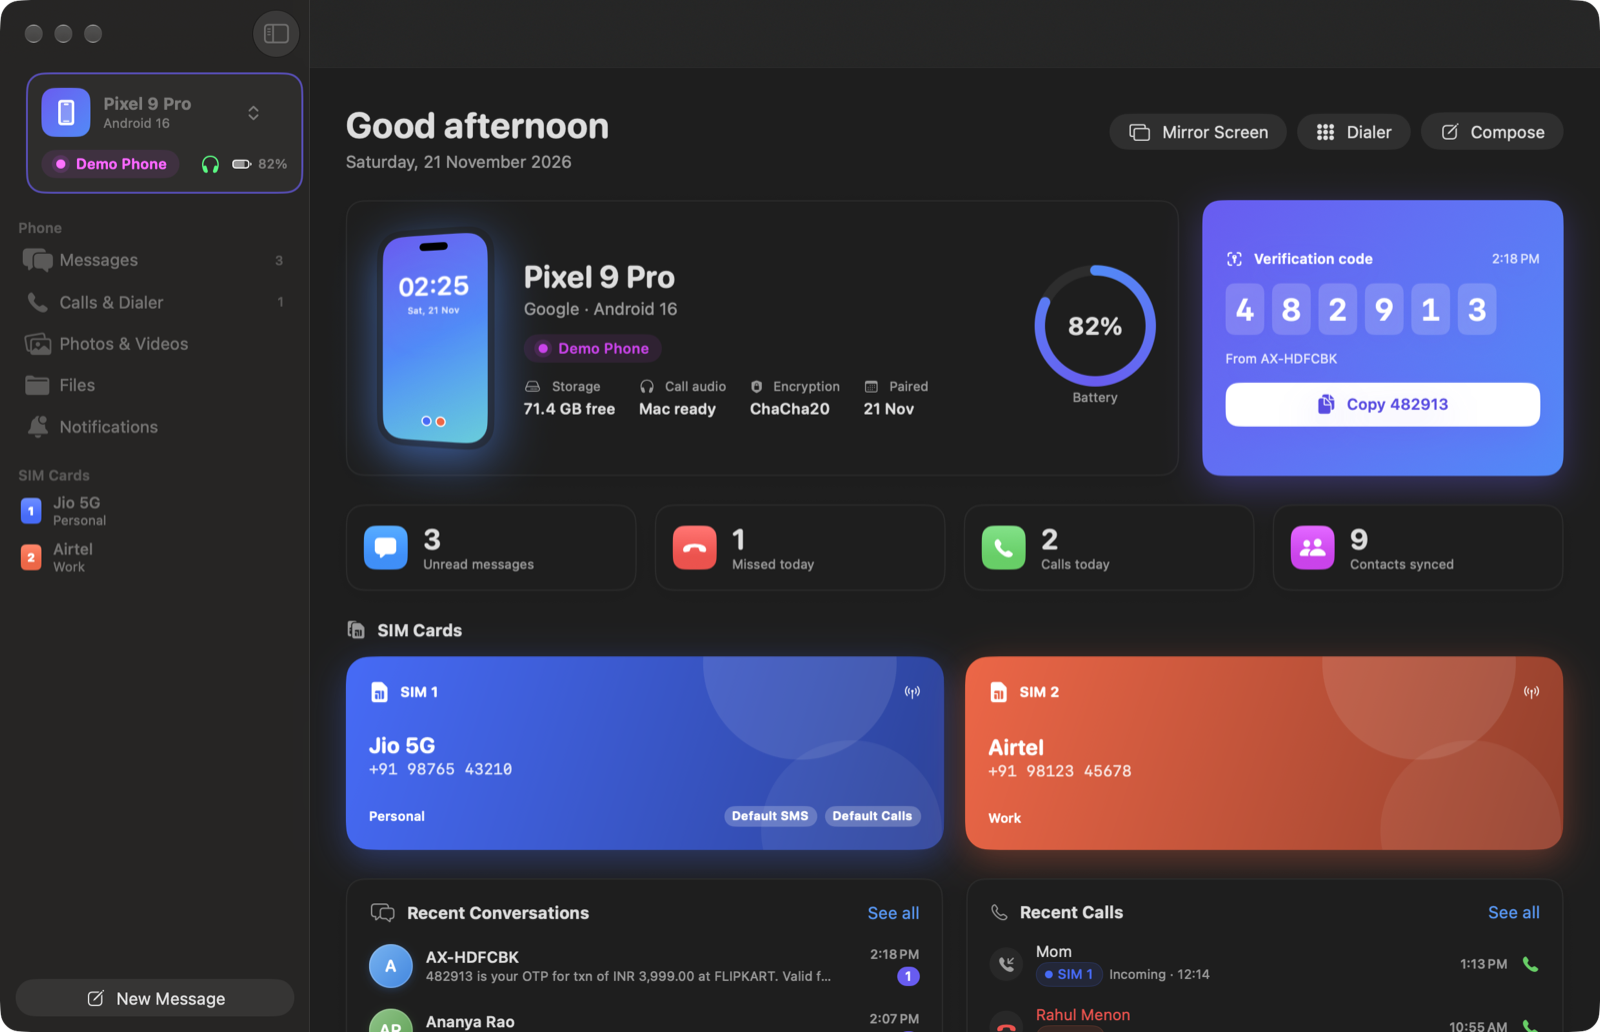 Pixel 9 Pro
Android 16
Demo Phone
82%
Phone
Messages
3
Calls & Dialer
1
Photos & Videos
Files
Notifications
SIM Cards
1
Jio 5G
Personal
2
Airtel
Work
New Message
Good afternoon
Saturday, 21 November 2026
Mirror Screen
Dialer
Compose
02:25
Sat, 21 Nov
Pixel 9 Pro
Google · Android 16
Demo Phone
Storage
71.4 GB free
Call audio
Mac ready
Encryption
ChaCha20
Paired
21 Nov
82%
Battery
Verification code
2:18 PM
4 8 2 9 1 3
From AX-HDFCBK
Copy 482913
3
Unread messages
1
Missed today
2
Calls today
9
Contacts synced
SIM Cards
SIM 1
Jio 5G
+91 98765 43210
Personal
Default SMS
Default Calls
SIM 2
Airtel
+91 98123 45678
Work
Recent Conversations
See all
A
AX-HDFCBK
2:18 PM
482913 is your OTP for txn of INR 3,999.00 at FLIPKART. Valid f...
1
AR
Ananya Rao
2:07 PM
Recent Calls
See all
Mom
SIM 1
Incoming · 12:14
1:13 PM
Rahul Menon
10:55 AM